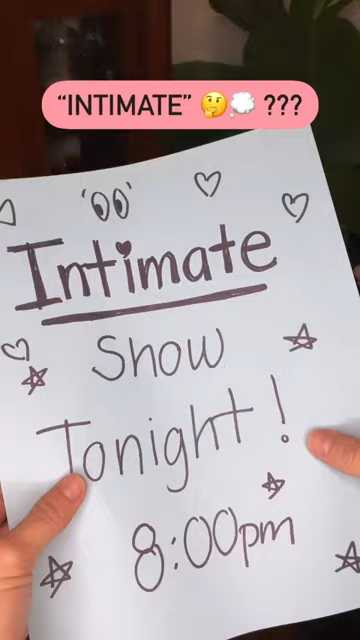 “INTIMATE” 🤔💭 ???
Intimate
Show
Tonight!
8:00pm